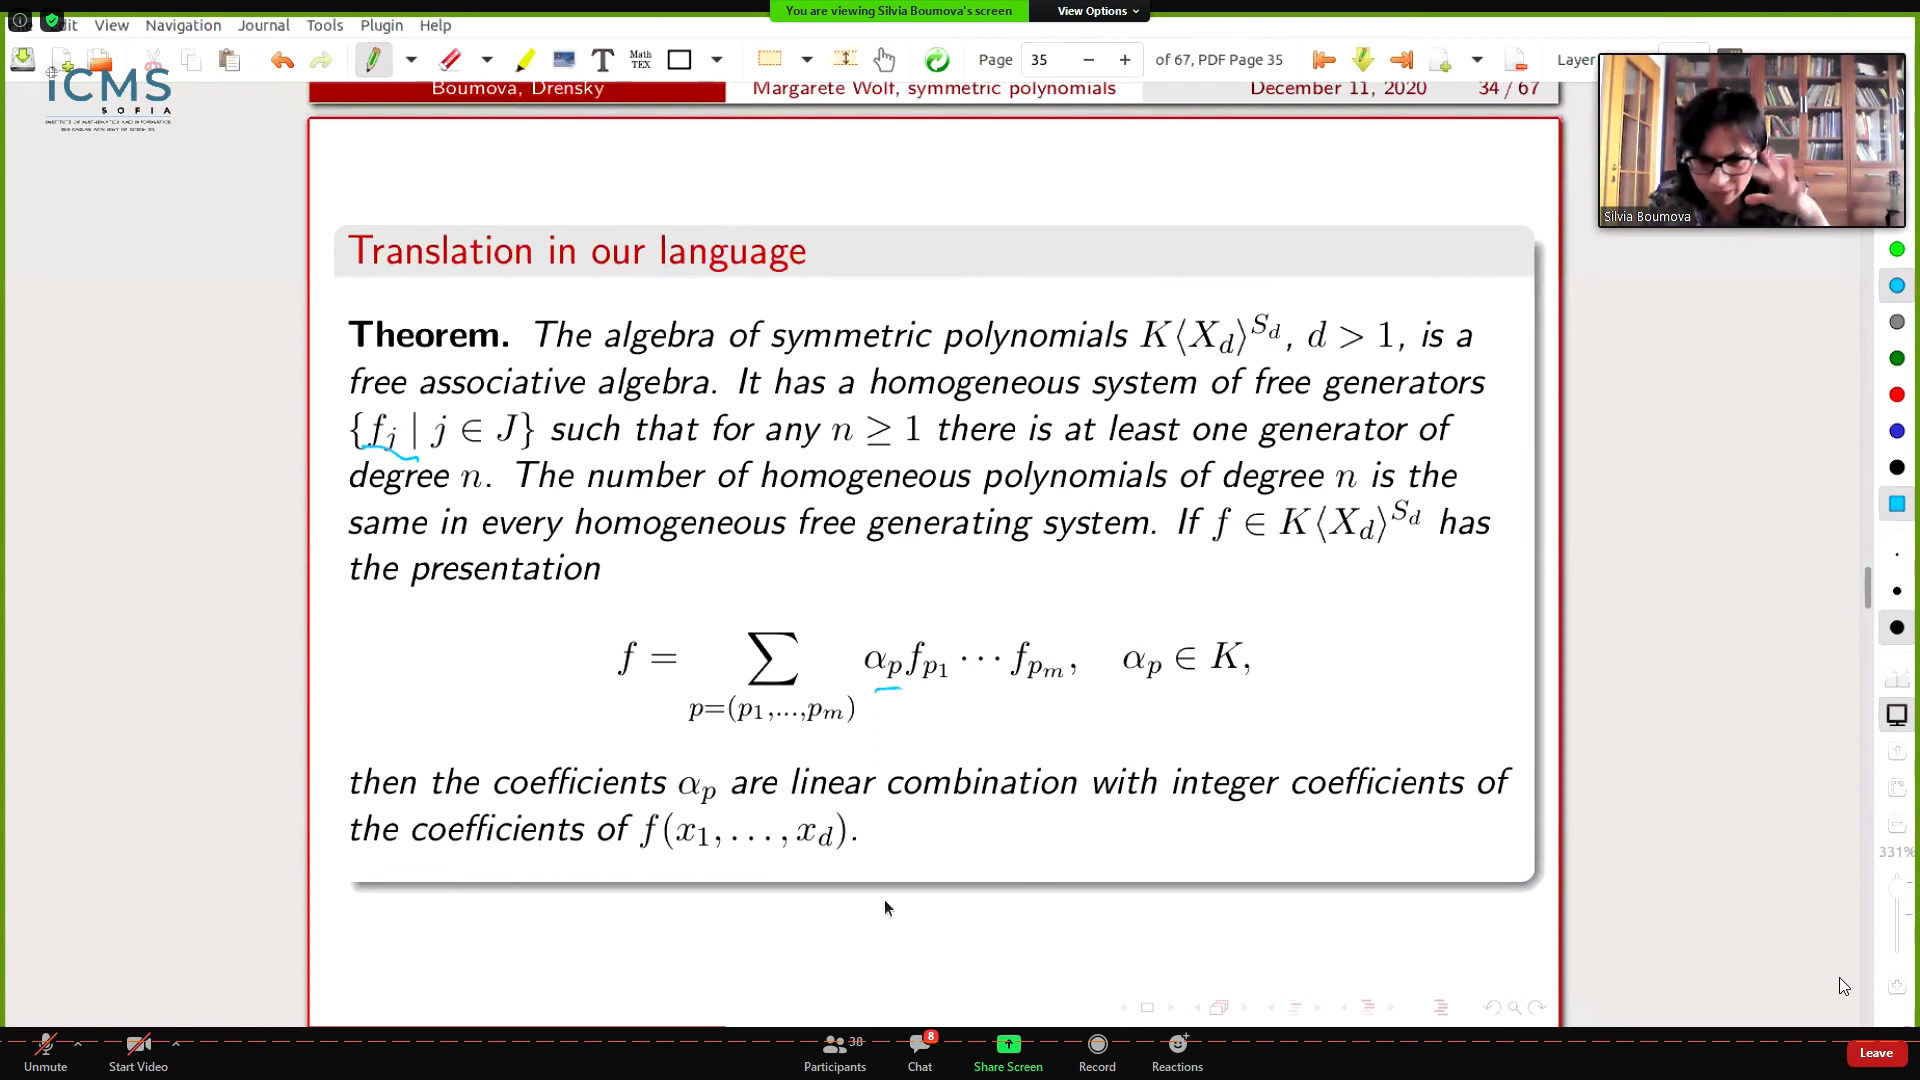 You are viewing Silvia Boumova's screen
View Options
View Navigation Journal Tools Plugin Help
Math TEX
Page 35 of 67, PDF Page 35
Layer
iCMS
SOFIA
Boumova, Drensky Margarete Wolf, symmetric polynomials December 11, 2020 34 / 67
Silvia Boumova
Translation in our language
Theorem. The algebra of symmetric polynomials K⟨X_d⟩^{S_d}, d > 1, is a
free associative algebra. It has a homogeneous system of free generators
{f_j | j ∈ J} such that for any n ≥ 1 there is at least one generator of
degree n. The number of homogeneous polynomials of degree n is the
same in every homogeneous free generating system. If f ∈ K⟨X_d⟩^{S_d} has
the presentation
f = ∑_{p=(p_1,...,p_m)} α_p f_{p_1} ··· f_{p_m}, α_p ∈ K,
then the coefficients α_p are linear combination with integer coefficients of
the coefficients of f(x_1, . . . , x_d).
331%
Unmute
Start Video
Participants 38
Chat 8
Share Screen
Record
Reactions
Leave